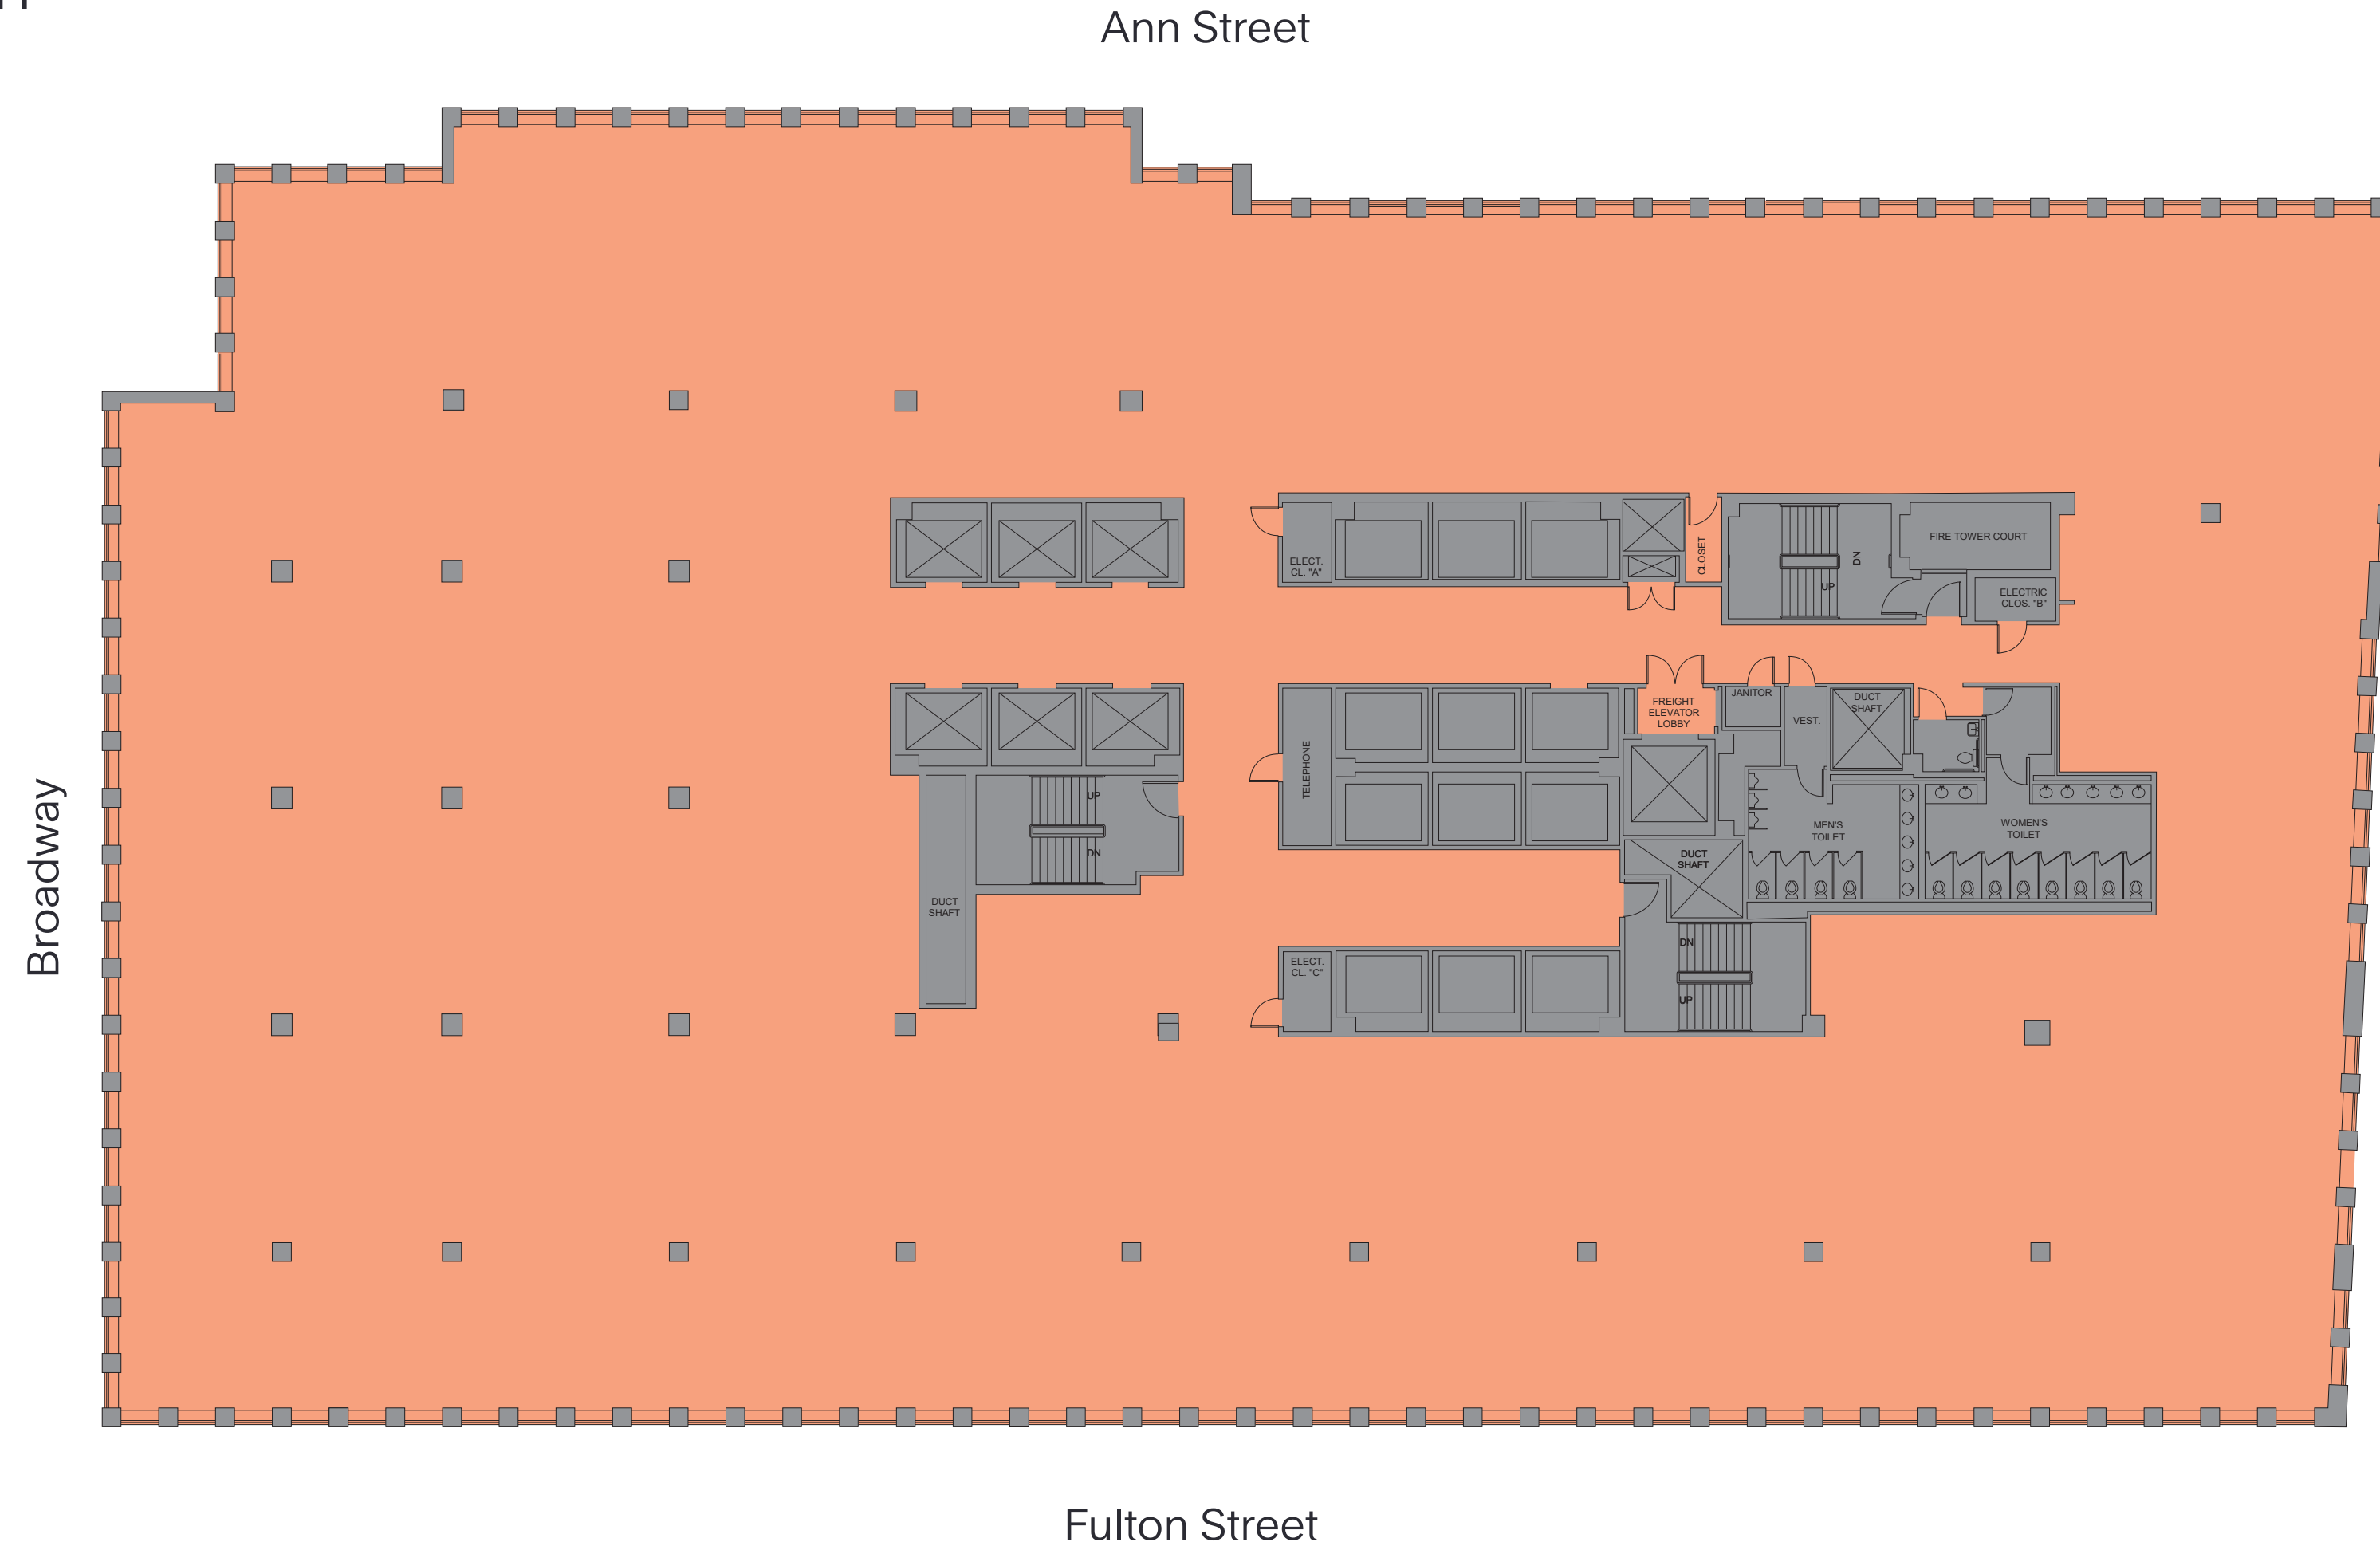 Ann Street
ELECT.
CL. "A"
CLOSET
DN
UP
FIRE TOWER COURT
ELECTRIC
CLOS. "B"
FREIGHT
ELEVATOR
LOBBY
JANITOR
VEST.
DUCT
SHAFT
TELEPHONE
UP
DN
DUCT
SHAFT
MEN'S
TOILET
WOMEN'S
TOILET
DUCT
SHAFT
DN
UP
ELECT.
CL. "C"
Broadway
Fulton Street